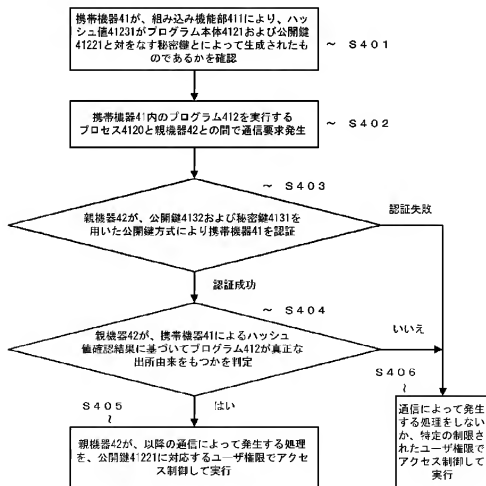 携帯機器41が、組み込み機能部411により、ハッ
シュ値41231がプログラム本体4121および公開鍵
41221と対をなす秘密鍵とによって生成されたも
のであるかを確認
~ S401
携帯機器41内のプログラム412を実行する
プロセス4120と親機器42との間で通信要求発生
~ S402
~ S403
親機器42が、公開鍵4132および秘密鍵4131を
用いた公開鍵方式により携帯機器41を認証
認証失敗
認証成功
~ S404
親機器42が、携帯機器41によるハッシュ
値確認結果に基づいてプログラム412が真正な
出所由来をもつかを判定
いいえ
S406
~
S405
~
はい
親機器42が、以降の通信によって発生する処理
を、公開鍵41221に対応するユーザ権限でアクセ
ス制御して実行
通信によって発生
する処理をしない
か、特定の制限さ
れたユーザ権限で
アクセス制御して
実行